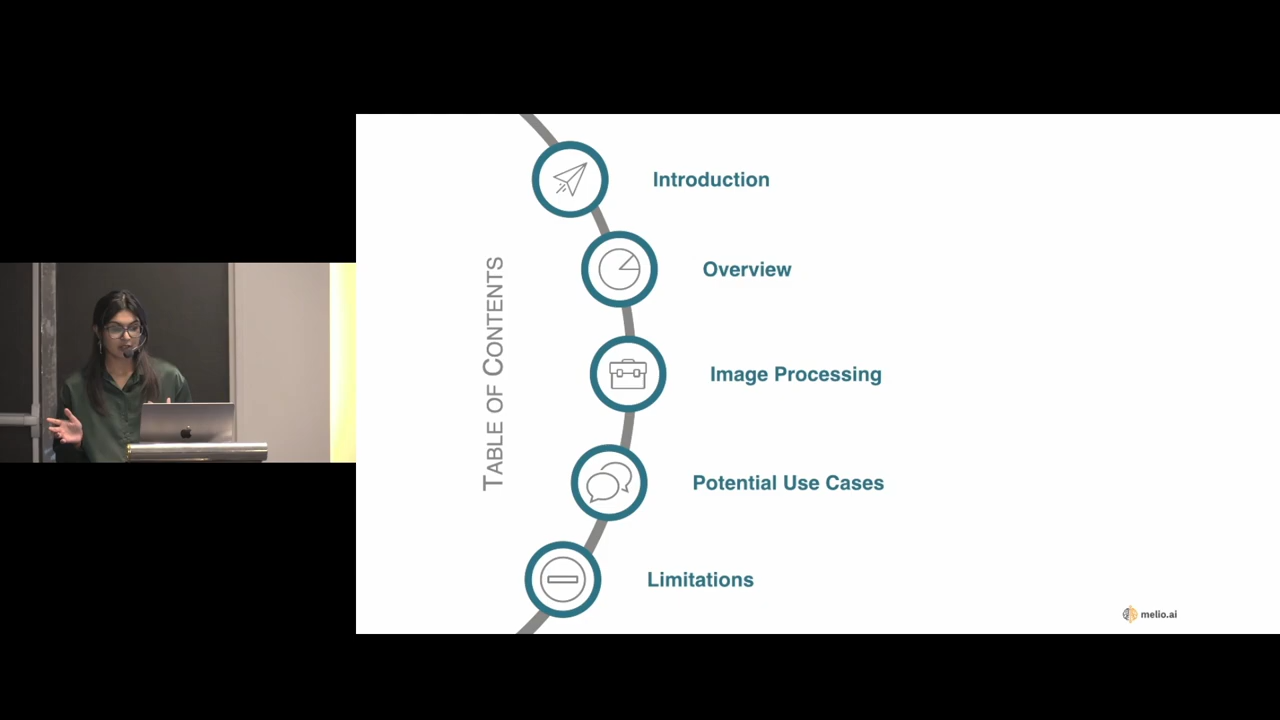 TABLE OF CONTENTS
Introduction
Overview
Image Processing
Potential Use Cases
Limitations
melio.ai